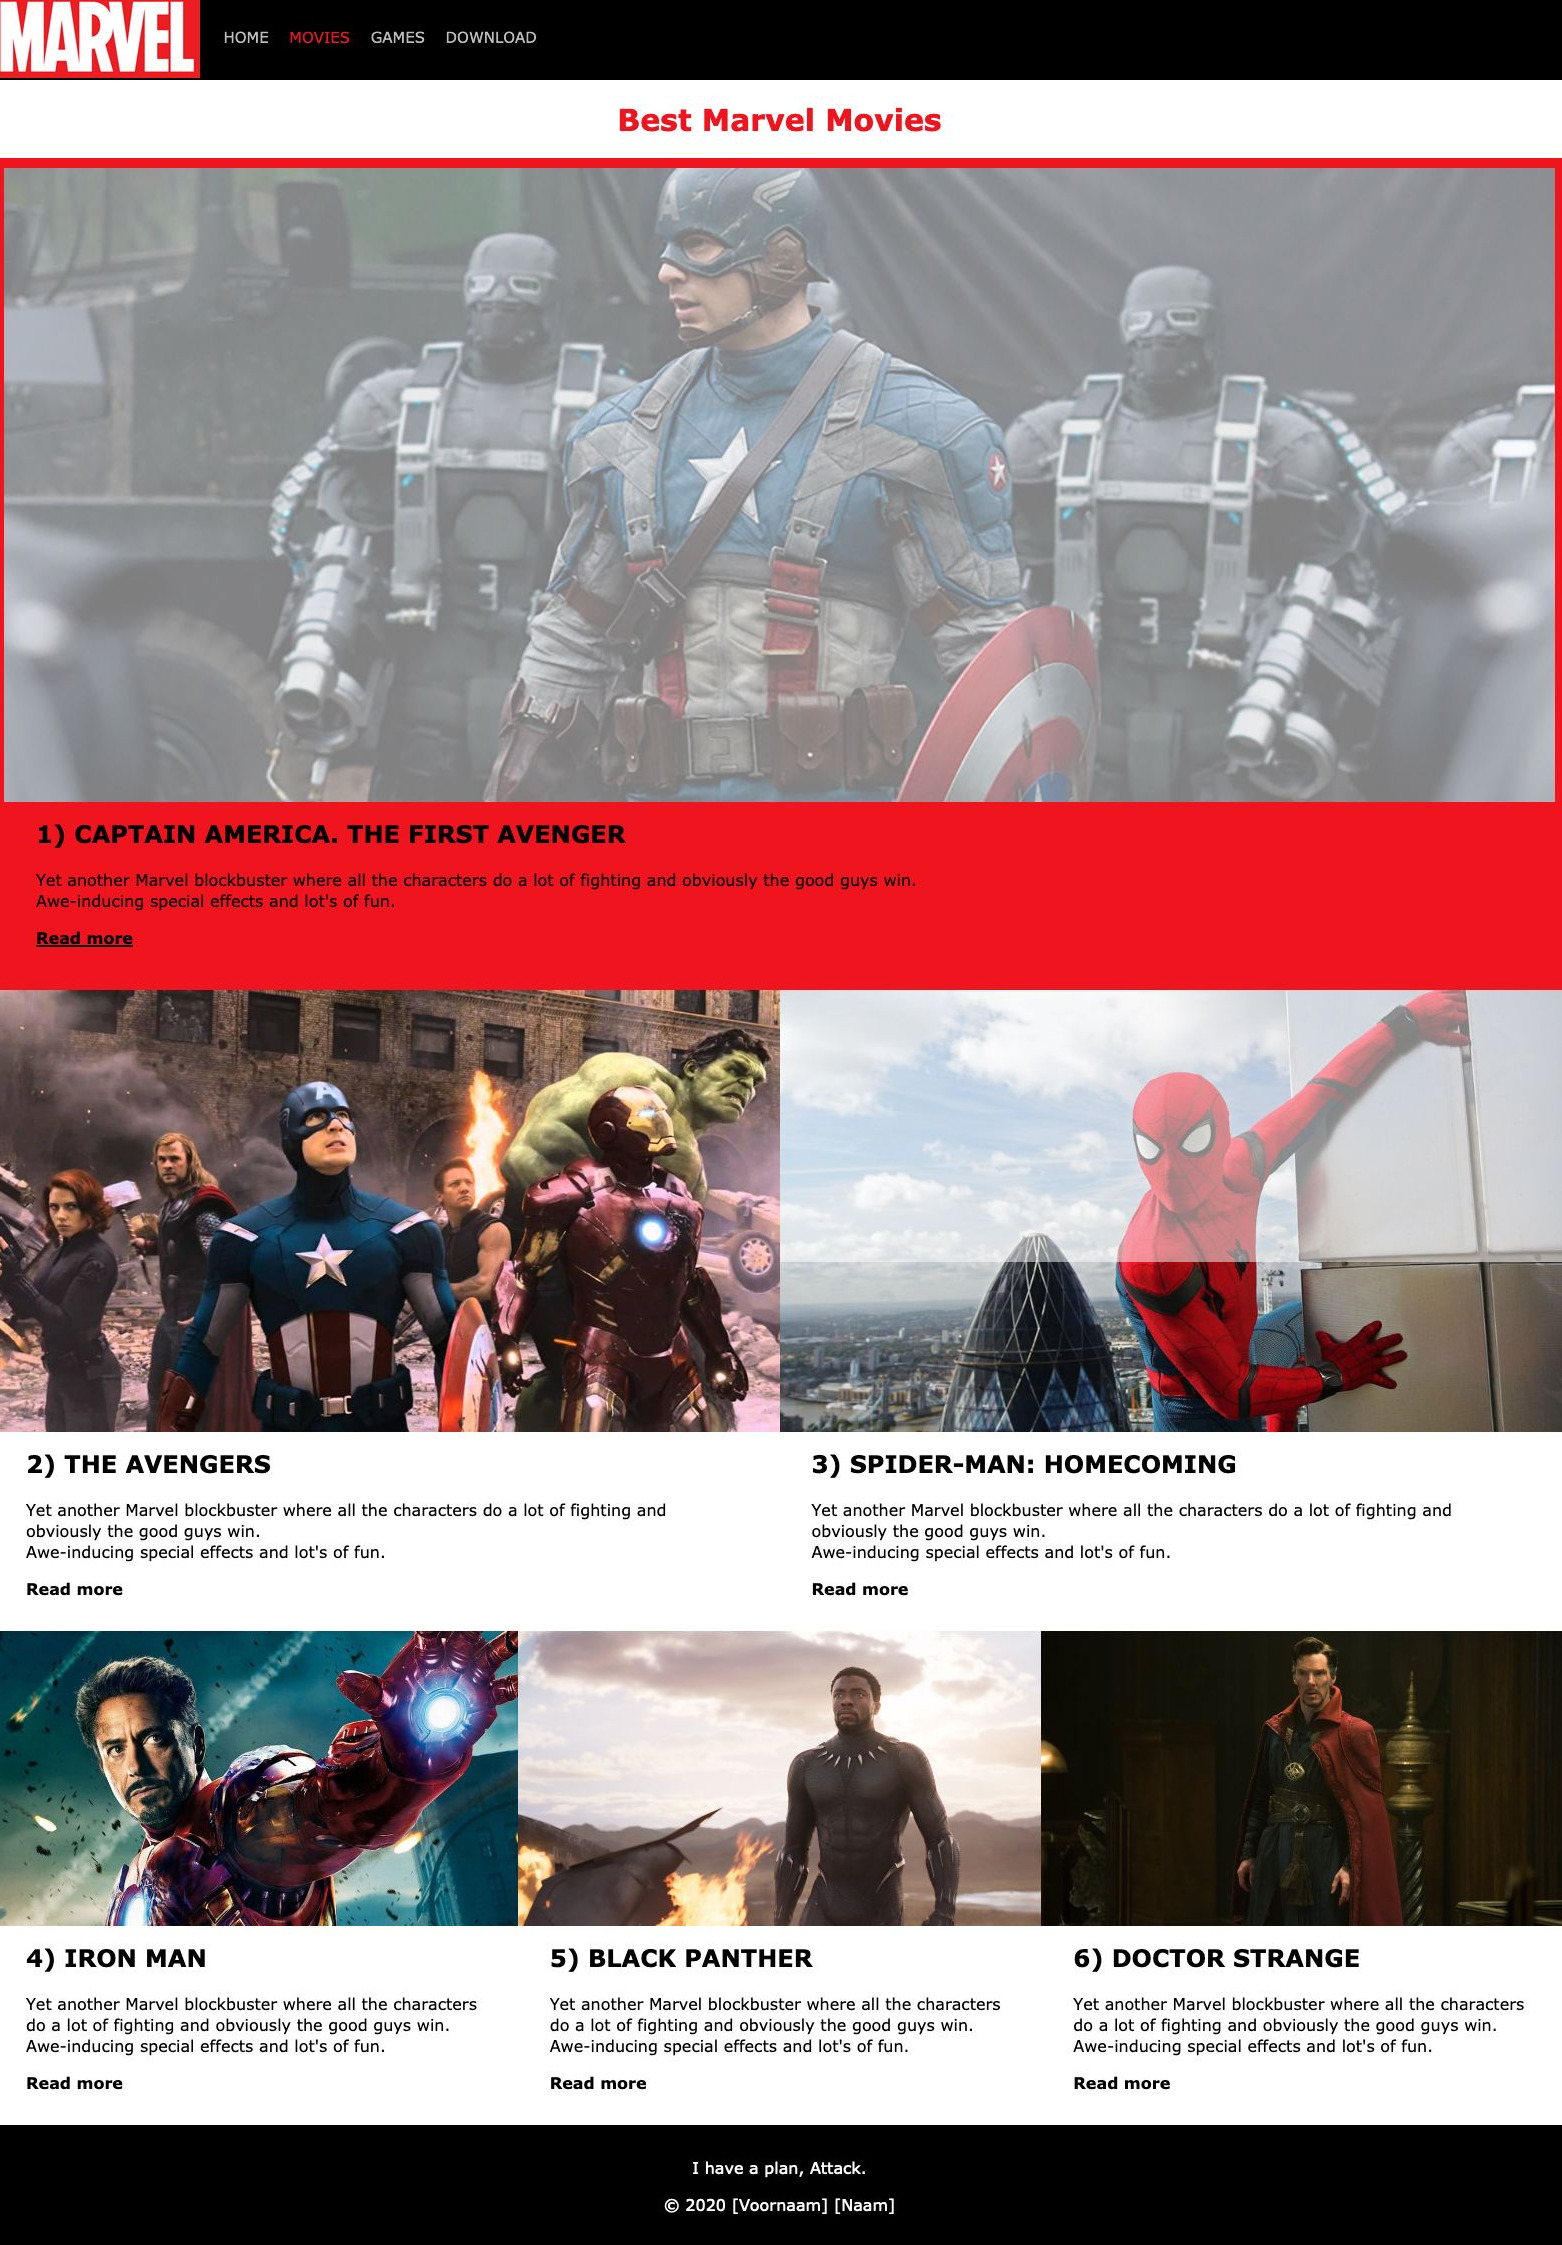 MARVEL
HOME MOVIES GAMES DOWNLOAD
Best Marvel Movies
1) CAPTAIN AMERICA. THE FIRST AVENGER
Yet another Marvel blockbuster where all the characters do a lot of fighting and obviously the good guys win.
Awe-inducing special effects and lot's of fun.
Read more
2) THE AVENGERS
Yet another Marvel blockbuster where all the characters do a lot of fighting and
obviously the good guys win.
Awe-inducing special effects and lot's of fun.
Read more
3) SPIDER-MAN: HOMECOMING
Yet another Marvel blockbuster where all the characters do a lot of fighting and
obviously the good guys win.
Awe-inducing special effects and lot's of fun.
Read more
4) IRON MAN
Yet another Marvel blockbuster where all the characters
do a lot of fighting and obviously the good guys win.
Awe-inducing special effects and lot's of fun.
Read more
5) BLACK PANTHER
Yet another Marvel blockbuster where all the characters
do a lot of fighting and obviously the good guys win.
Awe-inducing special effects and lot's of fun.
Read more
6) DOCTOR STRANGE
Yet another Marvel blockbuster where all the characters
do a lot of fighting and obviously the good guys win.
Awe-inducing special effects and lot's of fun.
Read more
I have a plan, Attack.
© 2020 [Voornaam] [Naam]